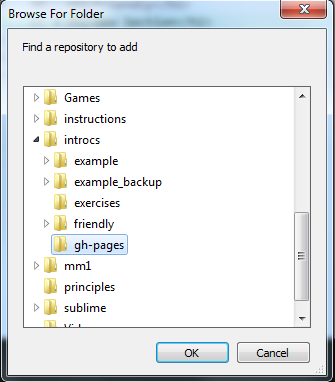 Browse For Folder
Find a repository to add
Games
instructions
introcs
example
example_backup
exercises
friendly
gh-pages
mm1
principles
sublime
OK
Cancel